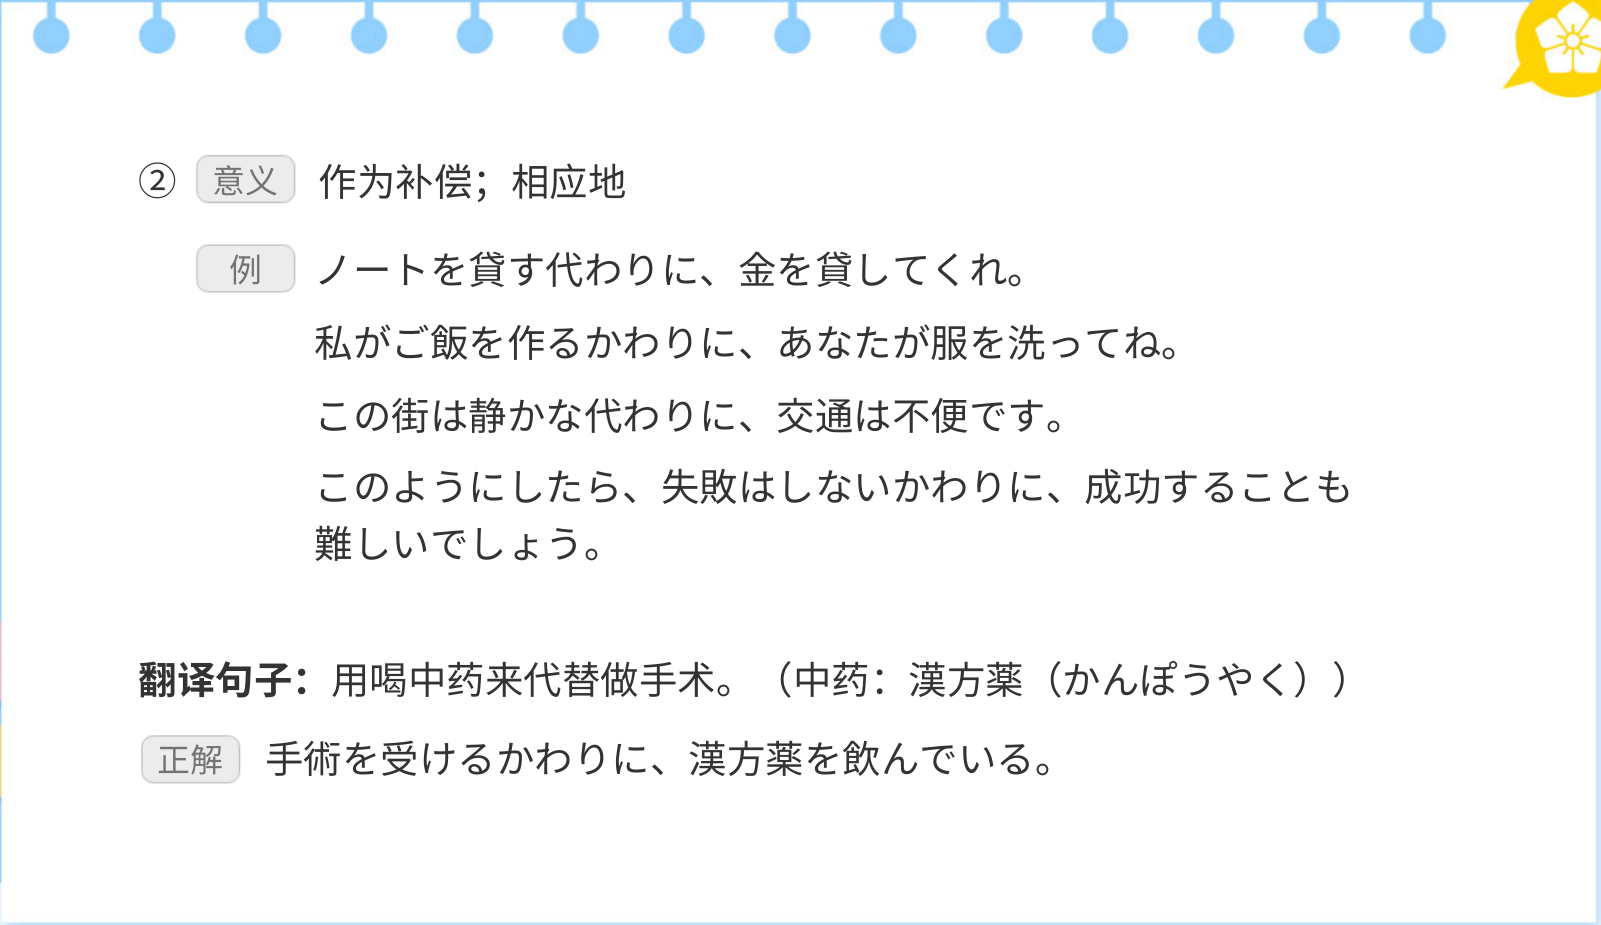 ② 意义 作为补偿；相应地
例 ノートを貸す代わりに、金を貸してくれ。
私がご飯を作るかわりに、あなたが服を洗ってね。
この街は静かな代わりに、交通は不便です。
このようにしたら、失敗はしないかわりに、成功することも
難しいでしょう。
翻译句子：用喝中药来代替做手术。（中药：漢方薬（かんぽうやく））
正解 手術を受けるかわりに、漢方薬を飲んでいる。